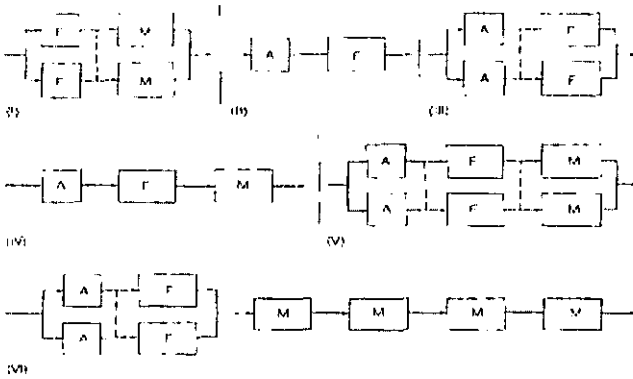 F M A F A F
F M A F
(I) (II) (III)
A F M A F M
A F M
(IV) (V)
A F
M M M M
A F
(VI)